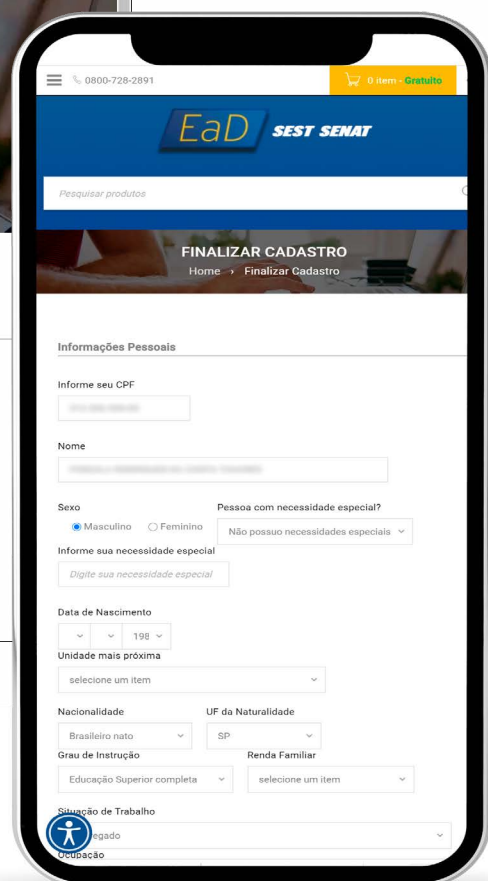 0800-728-2891
0 item - Gratuito
EaD SEST SENAT
Pesquisar produtos
FINALIZAR CADASTRO
Home › Finalizar Cadastro
Informações Pessoais
Informe seu CPF
Nome
Sexo Pessoa com necessidade especial?
Masculino Feminino Não possuo necessidades especiais
Informe sua necessidade especial
Digite sua necessidade especial
Data de Nascimento
198
Unidade mais próxima
selecione um item
Nacionalidade UF da Naturalidade
Brasileiro nato SP
Grau de Instrução Renda Familiar
Educação Superior completa selecione um item
Situação de Trabalho
egado
Ocupação